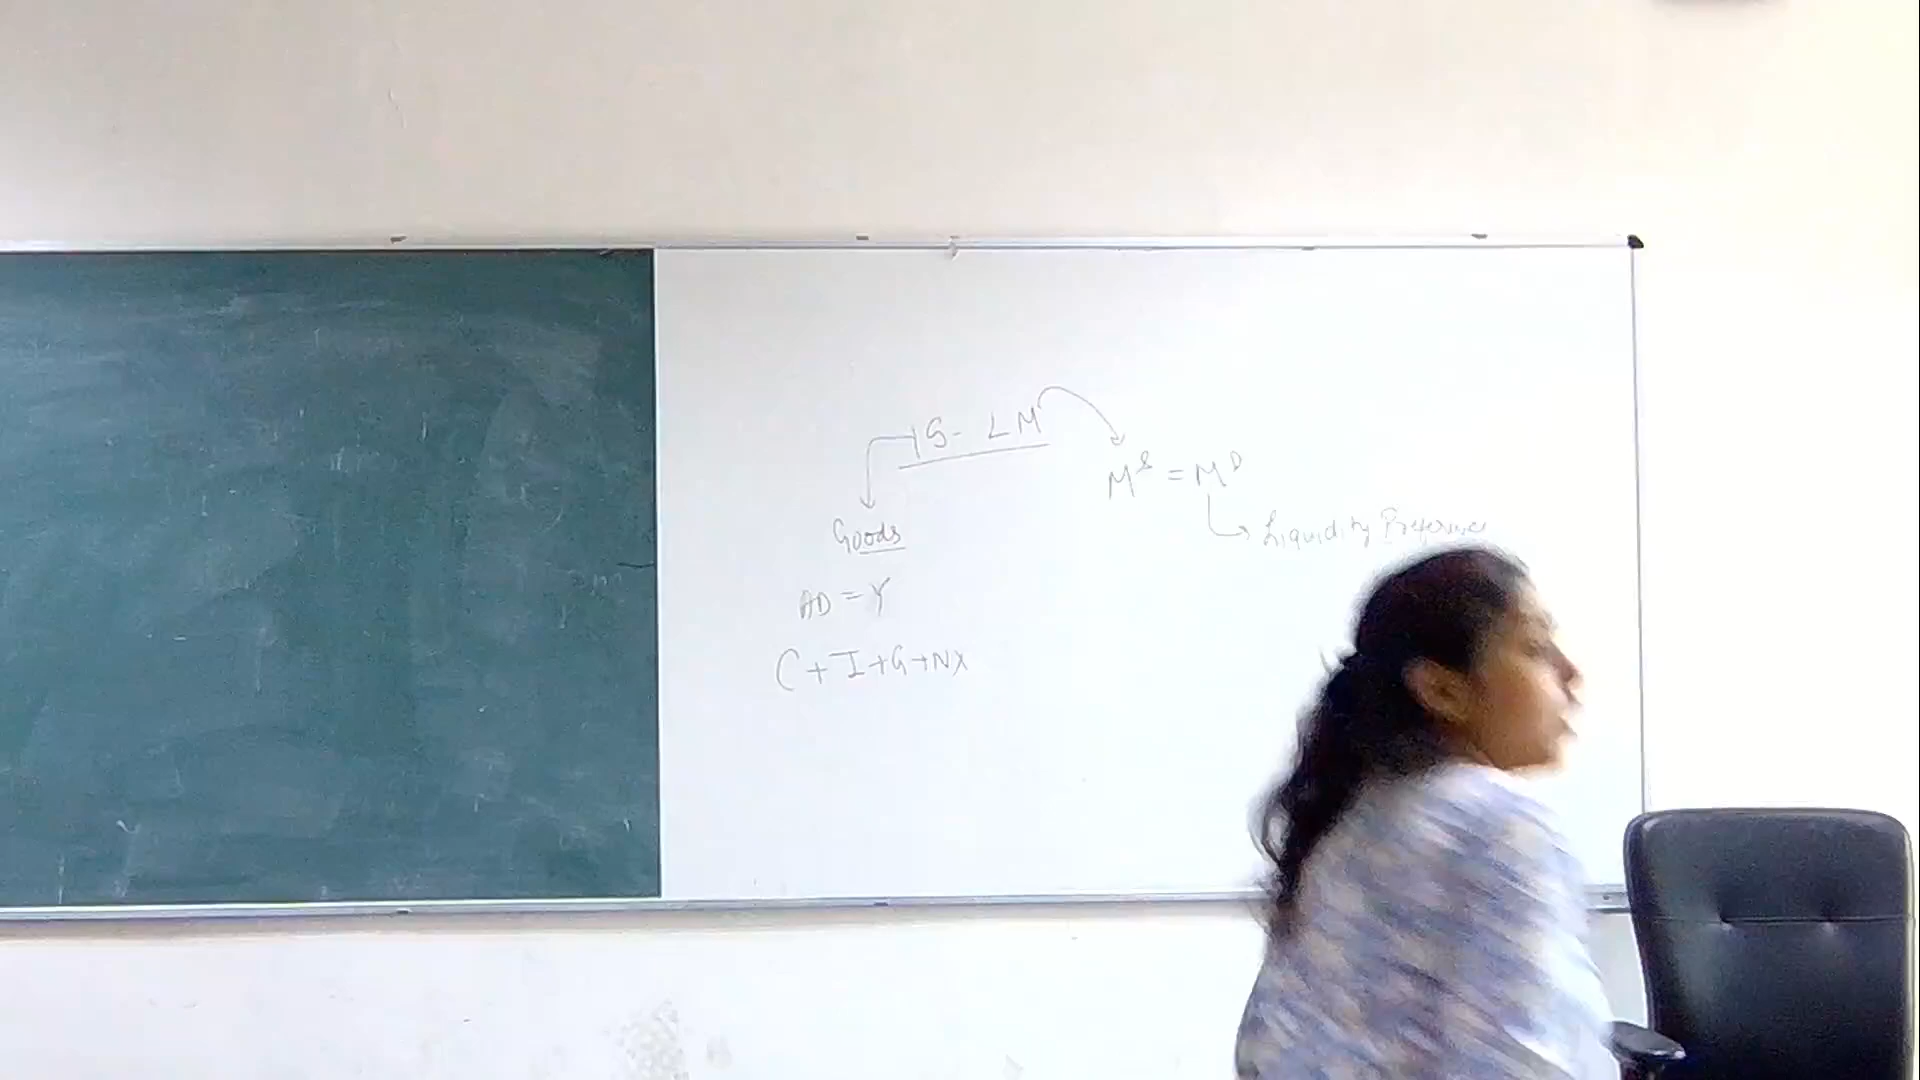 IS - LM
M^s = M^D
Liquidity Preference
Goods
AD = Y
C + I + G + NX